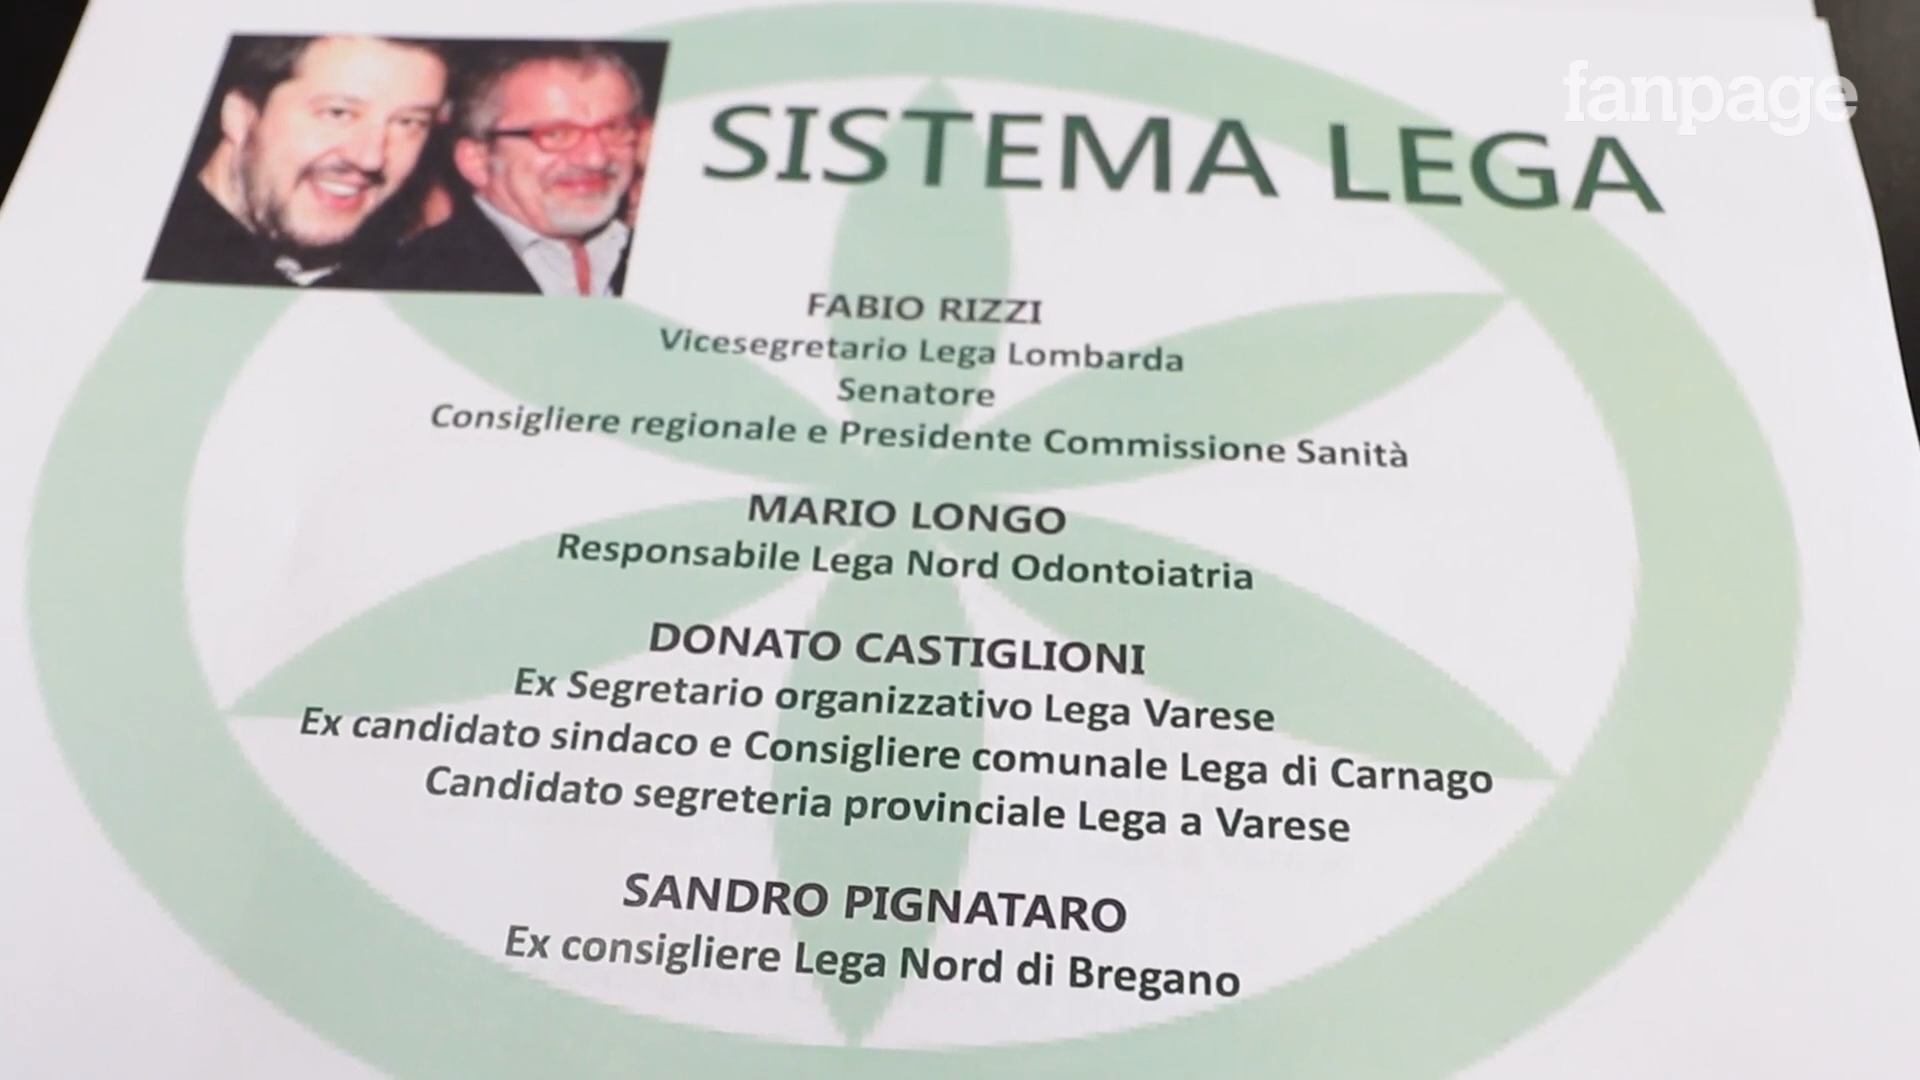 fanpage
SISTEMA LEGA
FABIO RIZZI
Vicesegretario Lega Lombarda
Senatore
Consigliere regionale e Presidente Commissione Sanità
MARIO LONGO
Responsabile Lega Nord Odontoiatria
DONATO CASTIGLIONI
Ex Segretario organizzativo Lega Varese
Ex candidato sindaco e Consigliere comunale Lega di Carnago
Candidato segreteria provinciale Lega a Varese
SANDRO PIGNATARO
Ex consigliere Lega Nord di Bregano